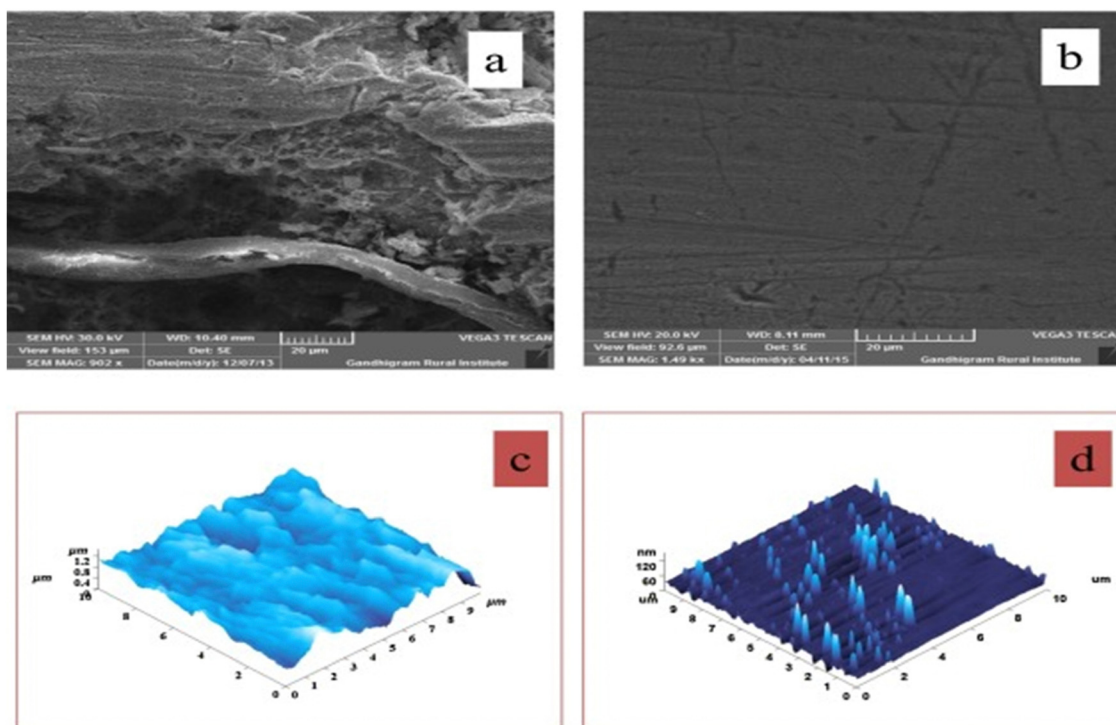 a
SEM HV: 30.0 kV WD: 10.40 mm VEGA3 TESCAN
View field: 153 µm Det: SE 20 µm
SEM MAG: 902 x Date(m/d/y): 12/07/13 Gandhigram Rural Institute
b
SEM HV: 20.0 kV WD: 8.11 mm VEGA3 TESCAN
View field: 92.6 µm Det: SE 20 µm
SEM MAG: 1.49 kx Date(m/d/y): 04/11/15 Gandhigram Rural Institute
c
µm
1.2
0.8
0.4
0
µm
10
8
6
4
2
0
0
1
2
3
4
5
6
7
8
9
µm
d
nm
120
60
0
um
9
8
7
6
5
4
3
2
1
0
0
2
4
6
8
10
um